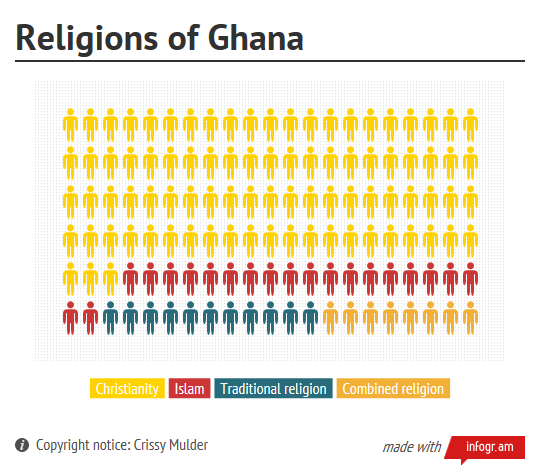 Religions of Ghana
Christianity Islam Traditional religion Combined religion
i Copyright notice: Crissy Mulder made with infogr.am